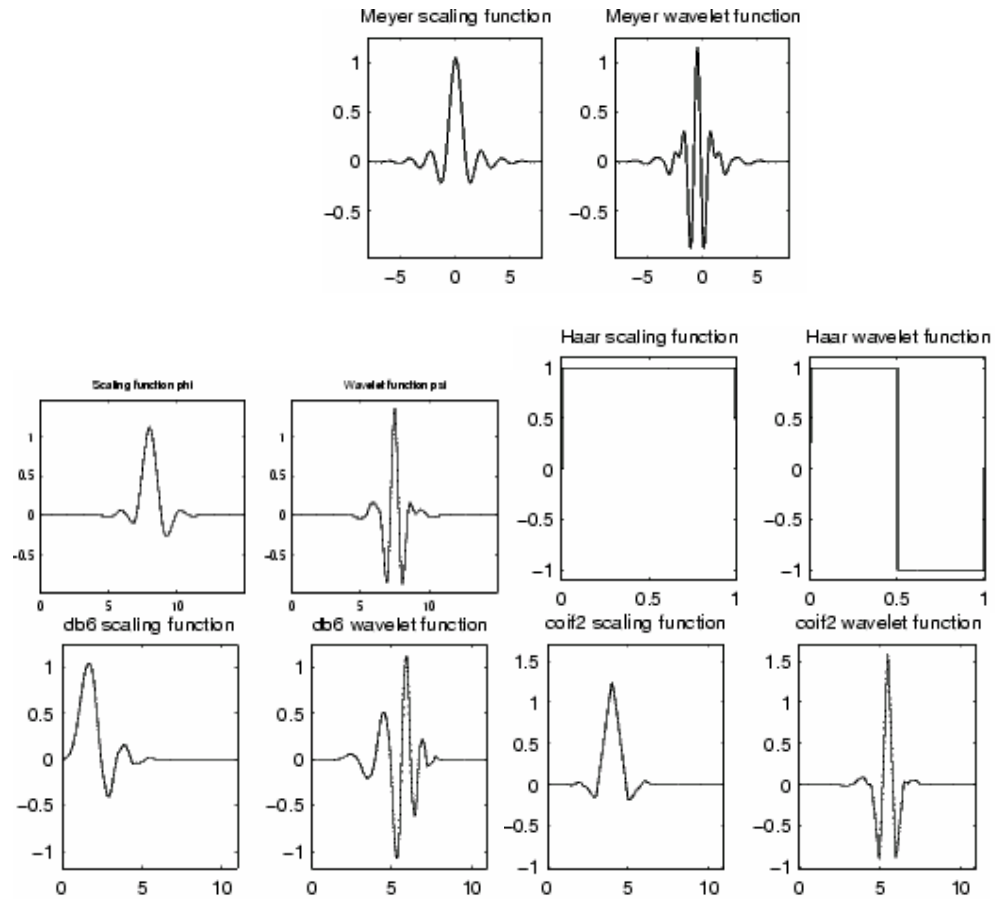 Meyer scaling function
Meyer wavelet function
1
0.5
0
−0.5
−5 0 5
1
0.5
0
−0.5
−5 0 5
Haar scaling function
Haar wavelet function
1
0.5
0
−0.5
−1
0 0.5 1
1
0.5
0
−0.5
−1
0 0.5 1
Scaling function phi
Wavelet function psi
1
0.5
0
-0.5
0 5 10
1
0.5
0
-0.5
0 5 10
db6 scaling function
db6 wavelet function
coif2 scaling function
coif2 wavelet function
1
0.5
0
−0.5
−1
0 5 10
1
0.5
0
−0.5
−1
0 5 10
1.5
1
0.5
0
−0.5
−1
0 5 10
1.5
1
0.5
0
−0.5
−1
0 5 10